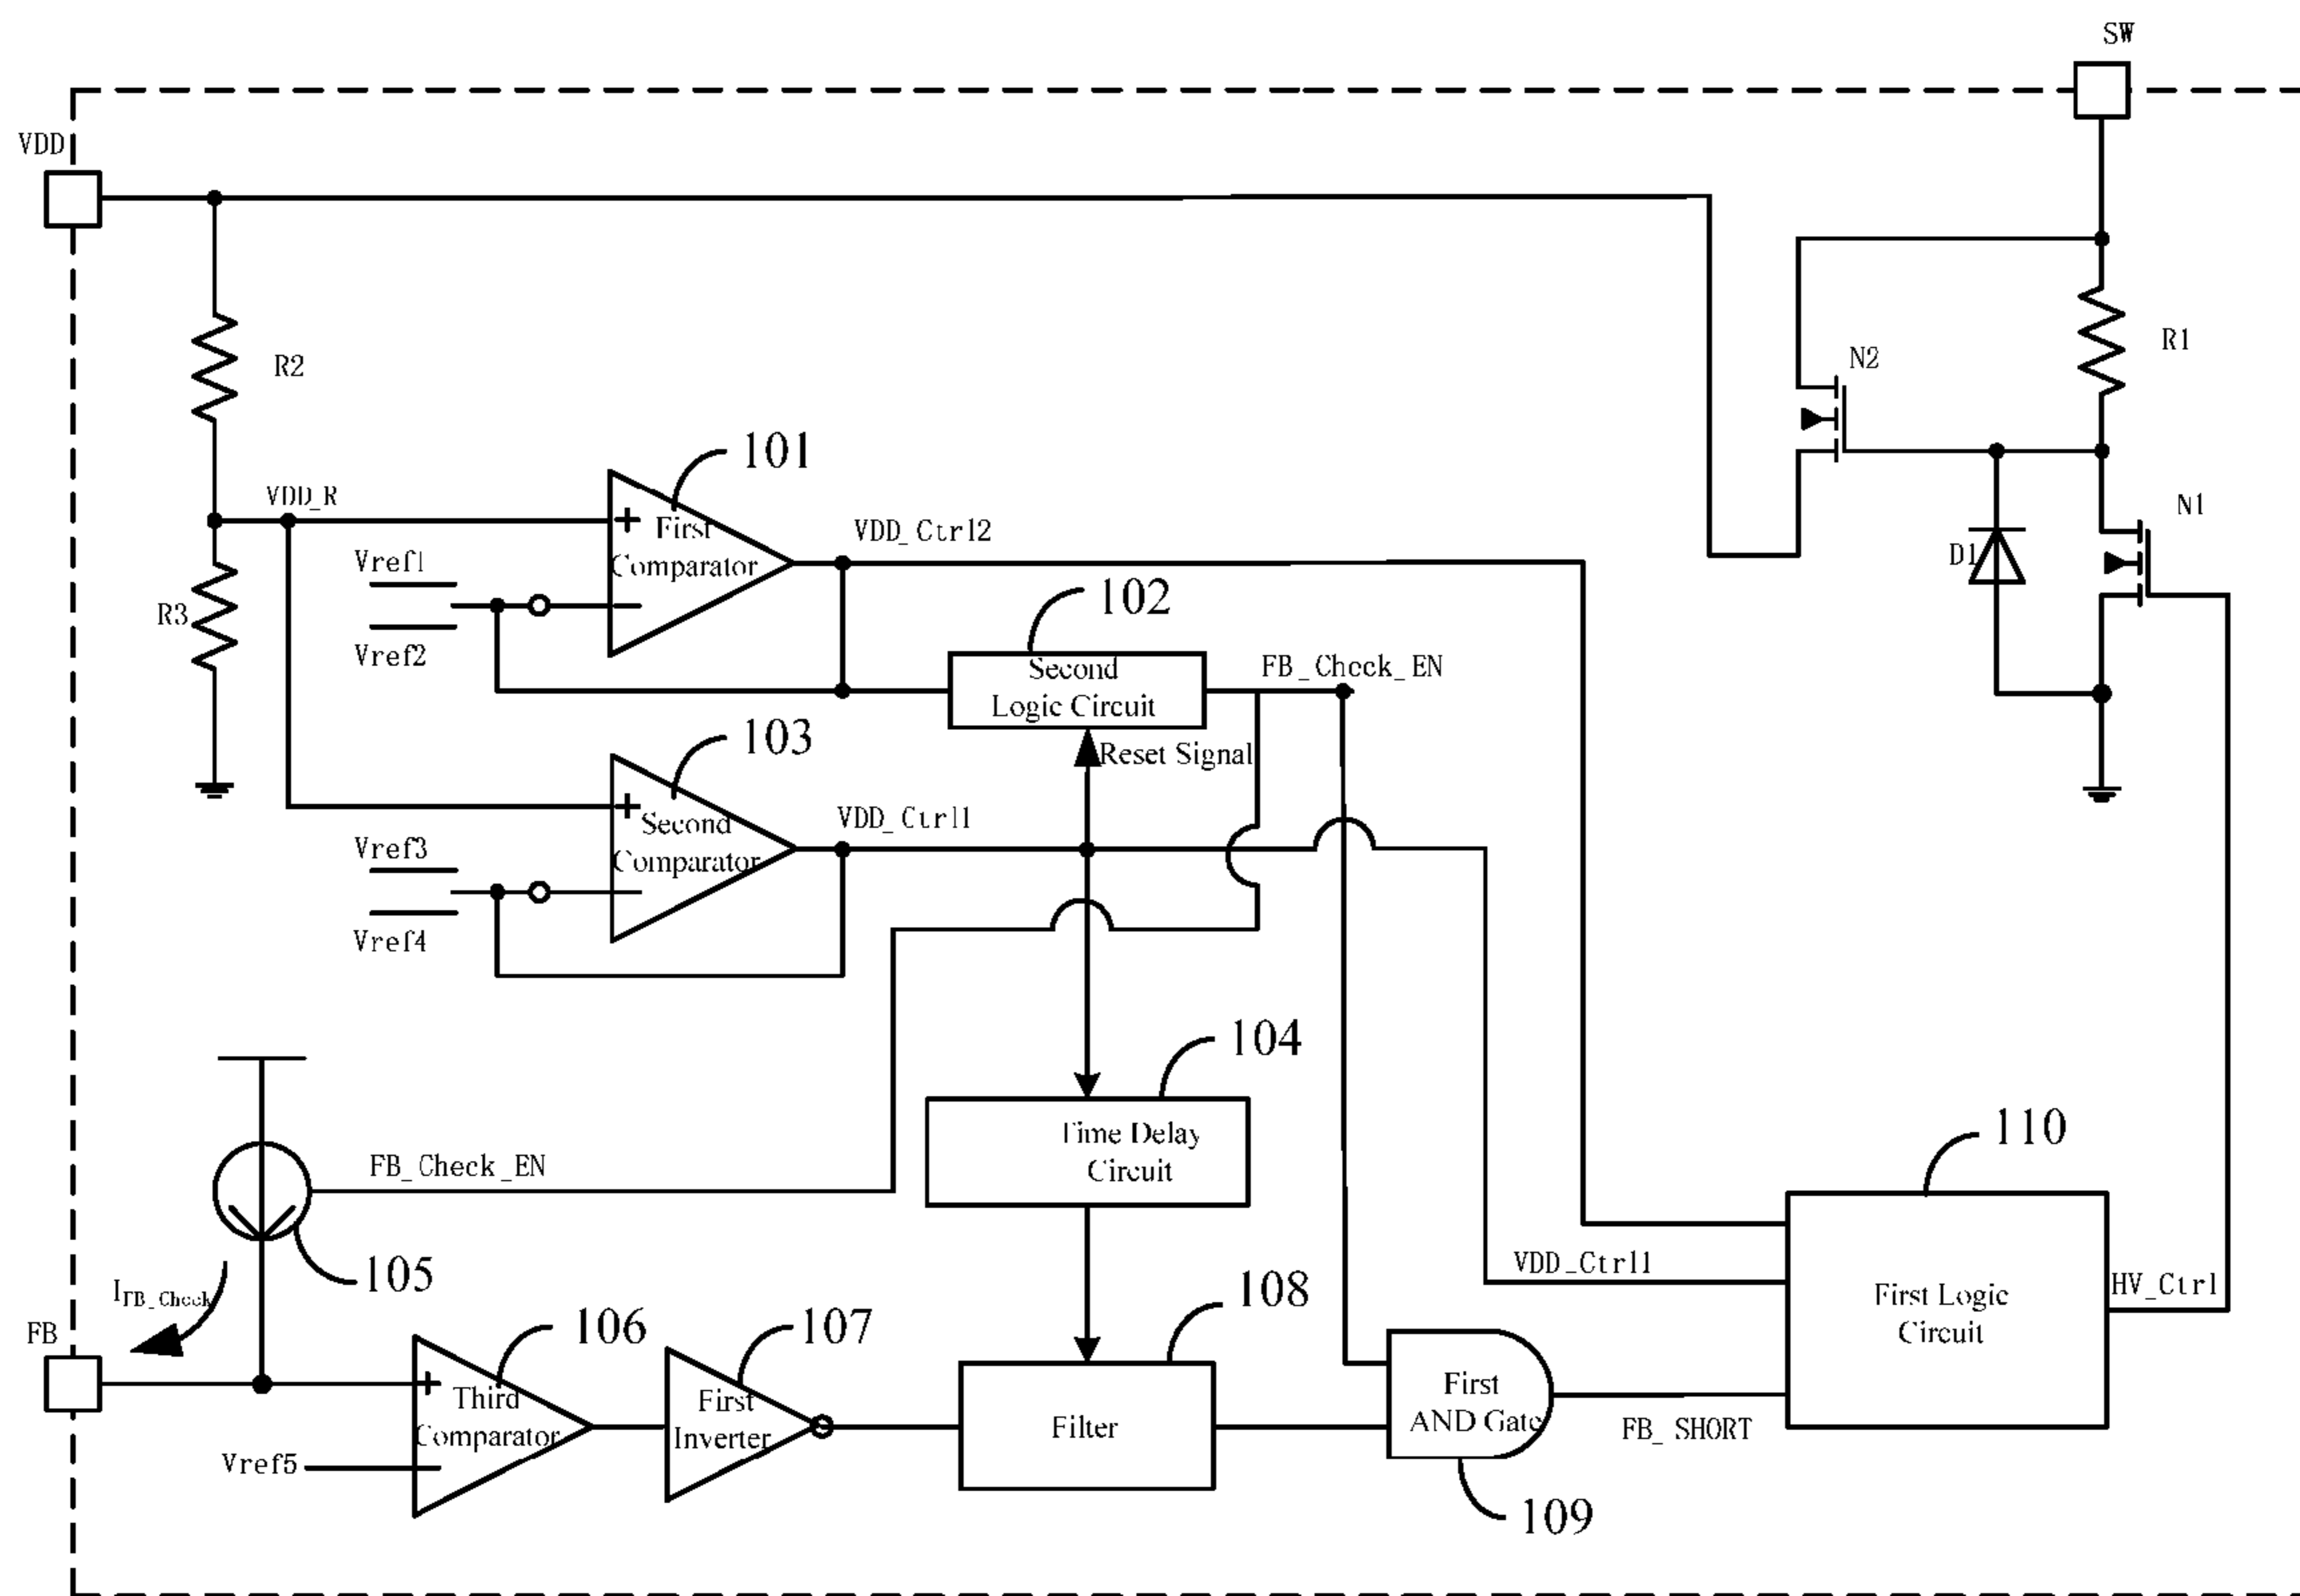 SW
VDD
R1
N2
R2
101
VDD_R
N1
First
Comparator
VDD_Ctrl2
Vref1
D1
102
R3
Vref2
Second
Logic Circuit
FB_Check_EN
103
Reset Signal
VDD_Ctrl1
Second
Comparator
Vref3
Vref4
104
Time Delay
Circuit
110
FB_Check_EN
105
VDD_Ctrl1
108
HV_Ctrl
IFB_Check
First Logic
Circuit
FB
106
107
Third
Comparator
First
Inverter
Filter
First
AND Gate
FB_SHORT
Vref5
109